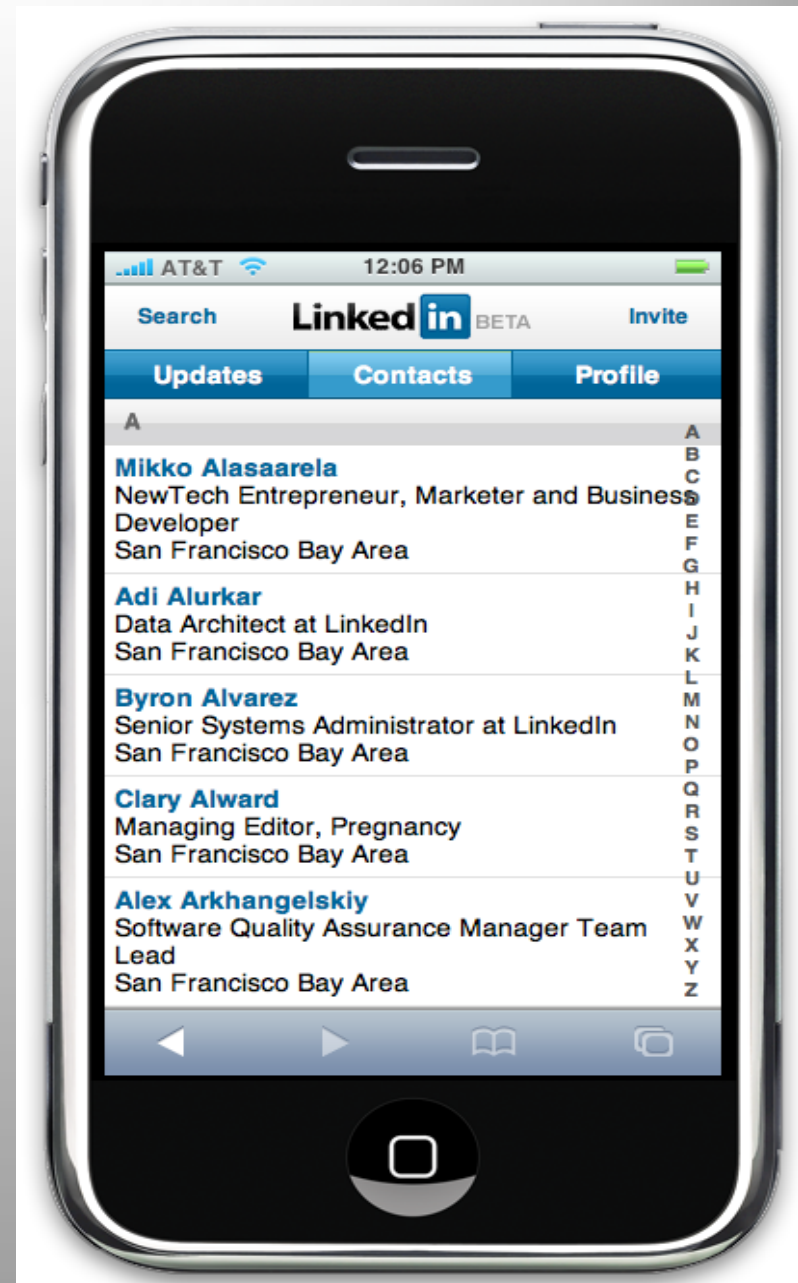 AT&T 12:06 PM
Search Linked in BETA Invite
Updates Contacts Profile
A
Mikko Alasaarela
NewTech Entrepreneur, Marketer and Business
Developer
San Francisco Bay Area
Adi Alurkar
Data Architect at LinkedIn
San Francisco Bay Area
Byron Alvarez
Senior Systems Administrator at LinkedIn
San Francisco Bay Area
Clary Alward
Managing Editor, Pregnancy
San Francisco Bay Area
Alex Arkhangelskiy
Software Quality Assurance Manager Team
Lead
San Francisco Bay Area
A
B
C
D
E
F
G
H
I
J
K
L
M
N
O
P
Q
R
S
T
U
V
W
X
Y
Z